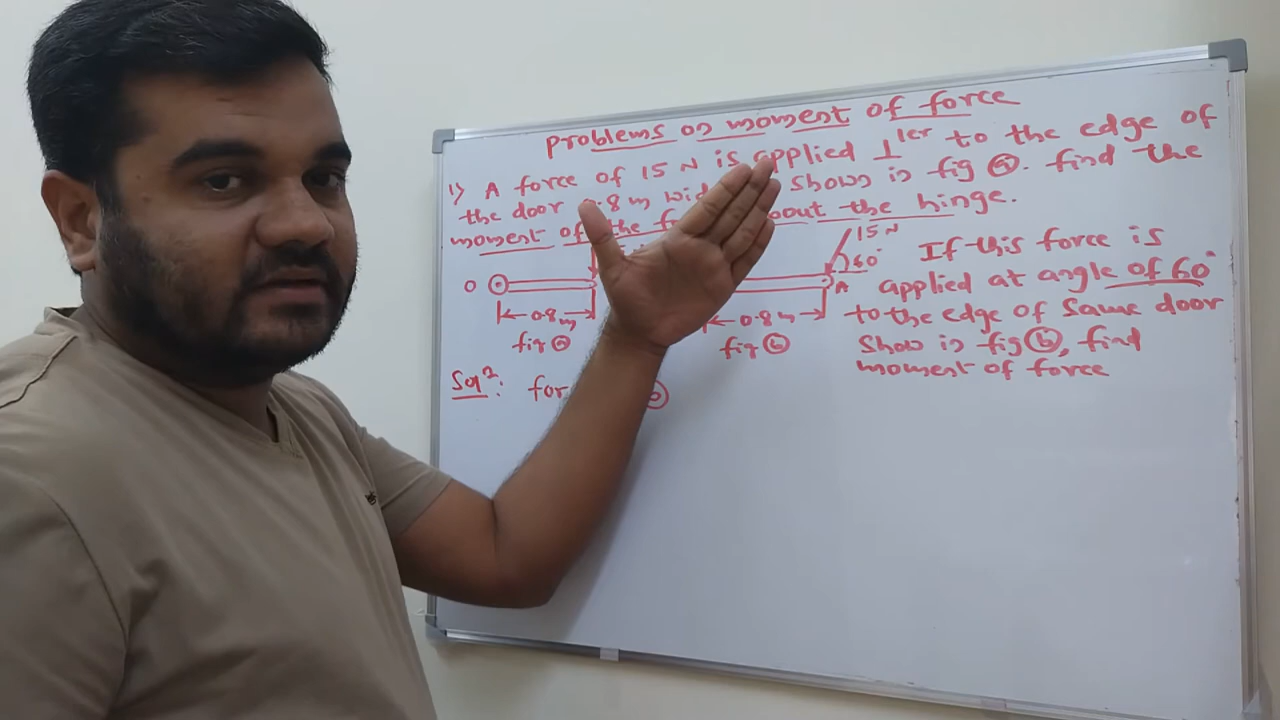 problems on moment of force
1) A force of 15 N is applied ⊥ler to the edge of
the door 0.8 m wide shown in fig ⓐ. find the
moment of the force about the hinge.
O
0.8 m
fig ⓐ
15 N
60°
A
0.8 m
fig ⓑ
If this force is
applied at angle of 60°
to the edge of same door
show in fig ⓑ, find
moment of force
Solⁿ: for